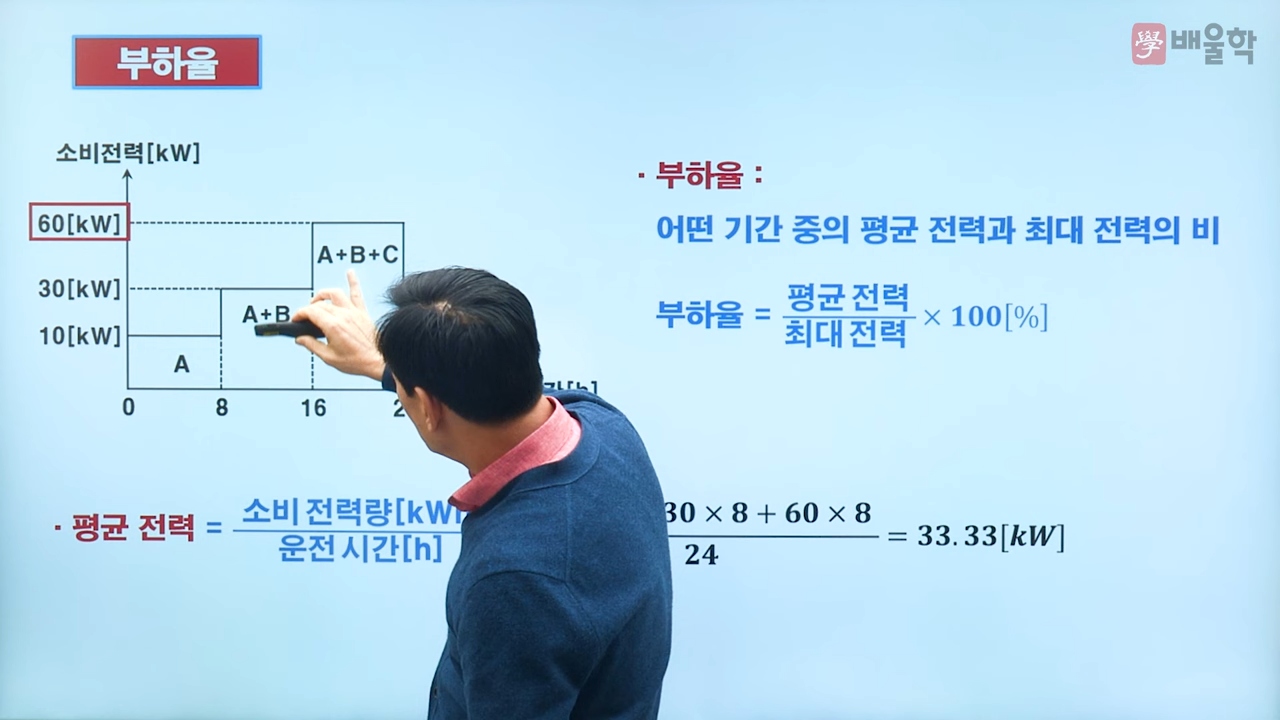 부하율
學 배울학
소비전력[kW]
60[kW]
30[kW]
10[kW]
A+B+C
A+B
A
0 8 16 2
[h]
· 부하율 :
어떤 기간 중의 평균 전력과 최대 전력의 비
부하율 = 평균 전력 / 최대 전력 × 100[%]
· 평균 전력 = 소비 전력량[kW / 운전 시간[h]
30 × 8 + 60 × 8 / 24 = 33.33[kW]